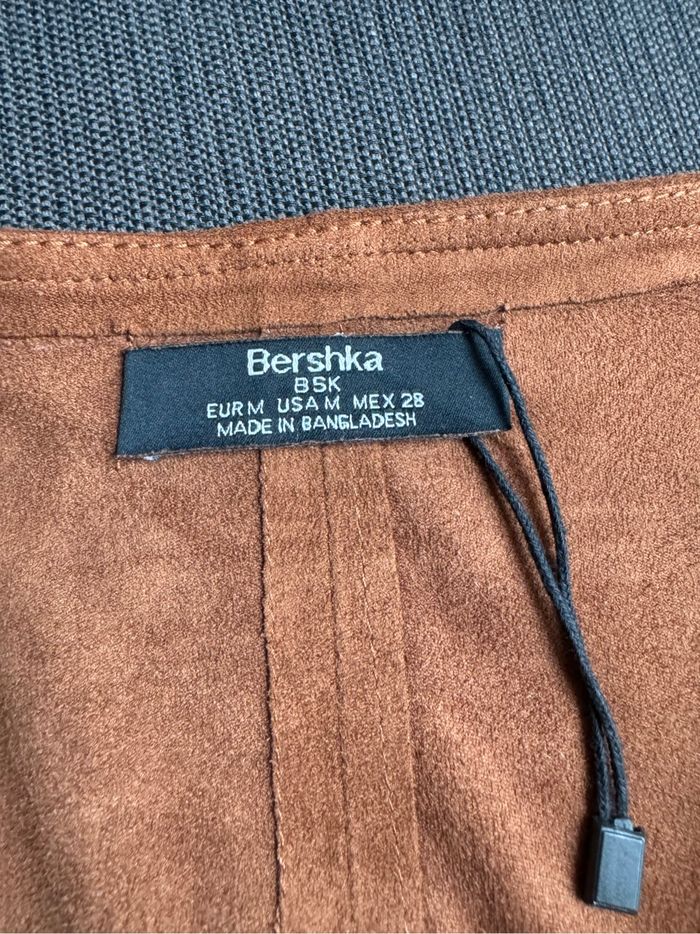 Bershka
BSK
EUR M USA M MEX 28
MADE IN BANGLADESH